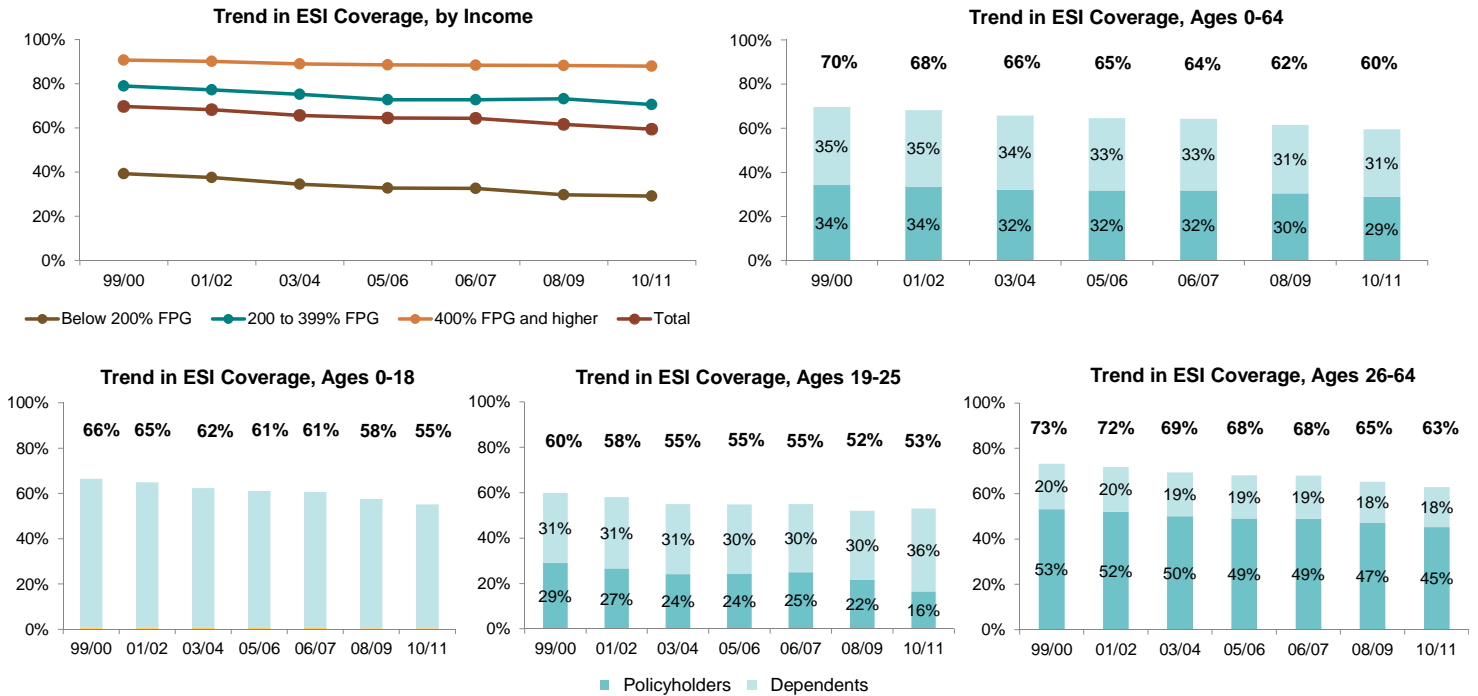 Trend in ESI Coverage, by Income
100%
80%
60%
40%
20%
0%
99/00 01/02 03/04 05/06 06/07 08/09 10/11
Below 200% FPG 200 to 399% FPG 400% FPG and higher Total
Trend in ESI Coverage, Ages 0-64
100%
80%
60%
40%
20%
0%
70% 68% 66% 65% 64% 62% 60%
35% 35% 34% 33% 33% 31% 31%
34% 34% 32% 32% 32% 30% 29%
99/00 01/02 03/04 05/06 06/07 08/09 10/11
Trend in ESI Coverage, Ages 0-18
100%
80%
60%
40%
20%
0%
66% 65% 62% 61% 61% 58% 55%
99/00 01/02 03/04 05/06 06/07 08/09 10/11
Trend in ESI Coverage, Ages 19-25
100%
80%
60%
40%
20%
0%
60% 58% 55% 55% 55% 52% 53%
31% 31% 31% 30% 30% 30% 36%
29% 27% 24% 24% 25% 22% 16%
99/00 01/02 03/04 05/06 06/07 08/09 10/11
Trend in ESI Coverage, Ages 26-64
100%
80%
60%
40%
20%
0%
73% 72% 69% 68% 68% 65% 63%
20% 20% 19% 19% 19% 18% 18%
53% 52% 50% 49% 49% 47% 45%
99/00 01/02 03/04 05/06 06/07 08/09 10/11
Policyholders Dependents